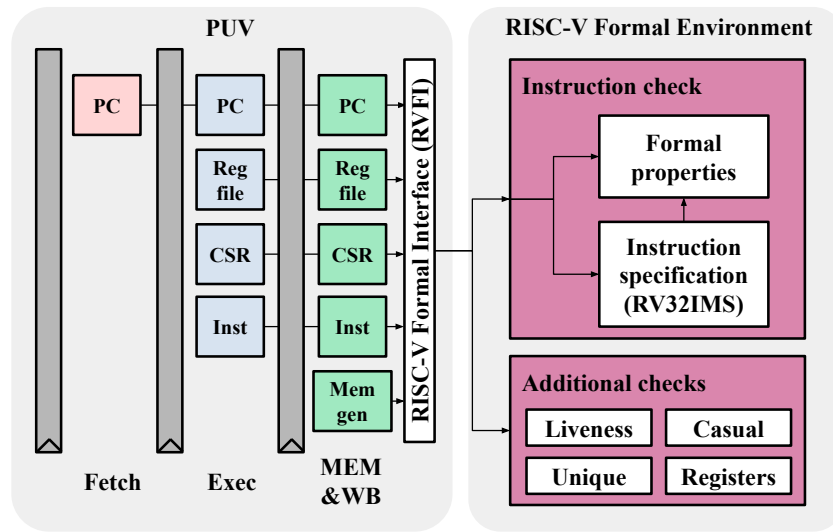 PUV
PC
PC
PC
Reg
file
Reg
file
CSR
CSR
Inst
Inst
Mem
gen
RISC-V Formal Interface (RVFI)
Fetch
Exec
MEM
&WB
RISC-V Formal Environment
Instruction check
Formal
properties
Instruction
specification
(RV32IMS)
Additional checks
Liveness
Casual
Unique
Registers